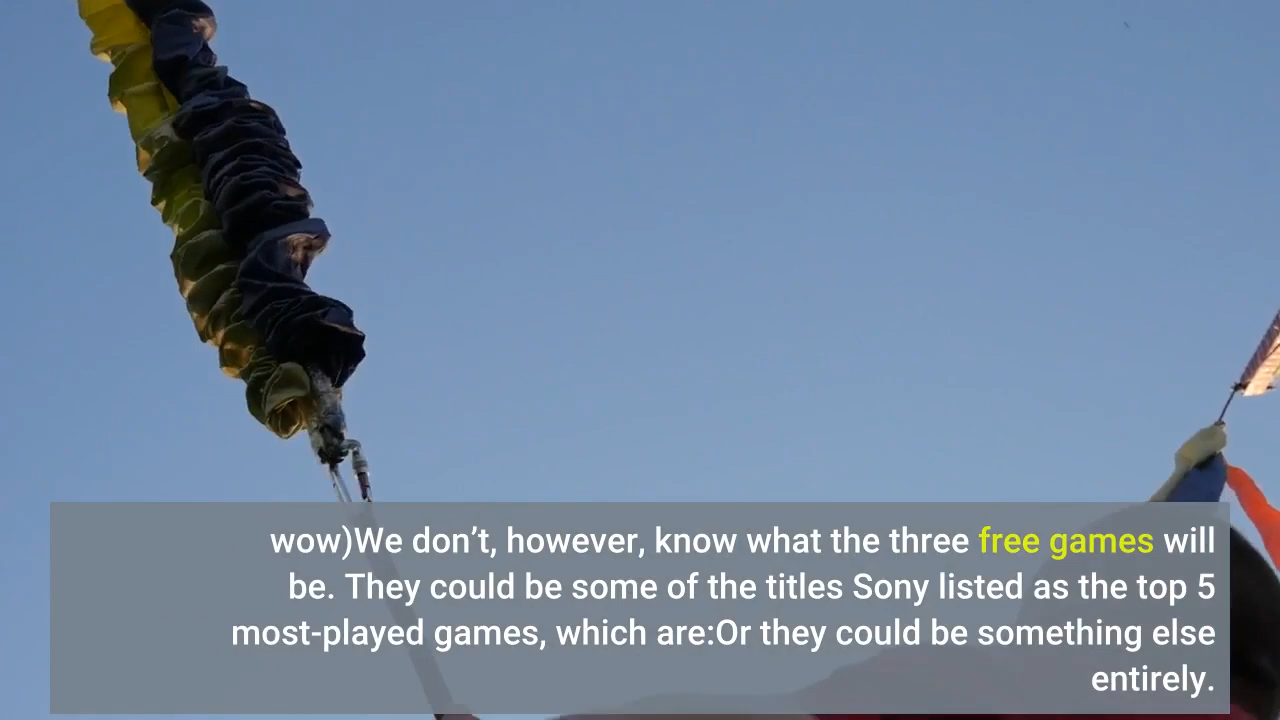 wow)We don’t, however, know what the three free games will
be. They could be some of the titles Sony listed as the top 5
most-played games, which are:Or they could be something else
entirely.